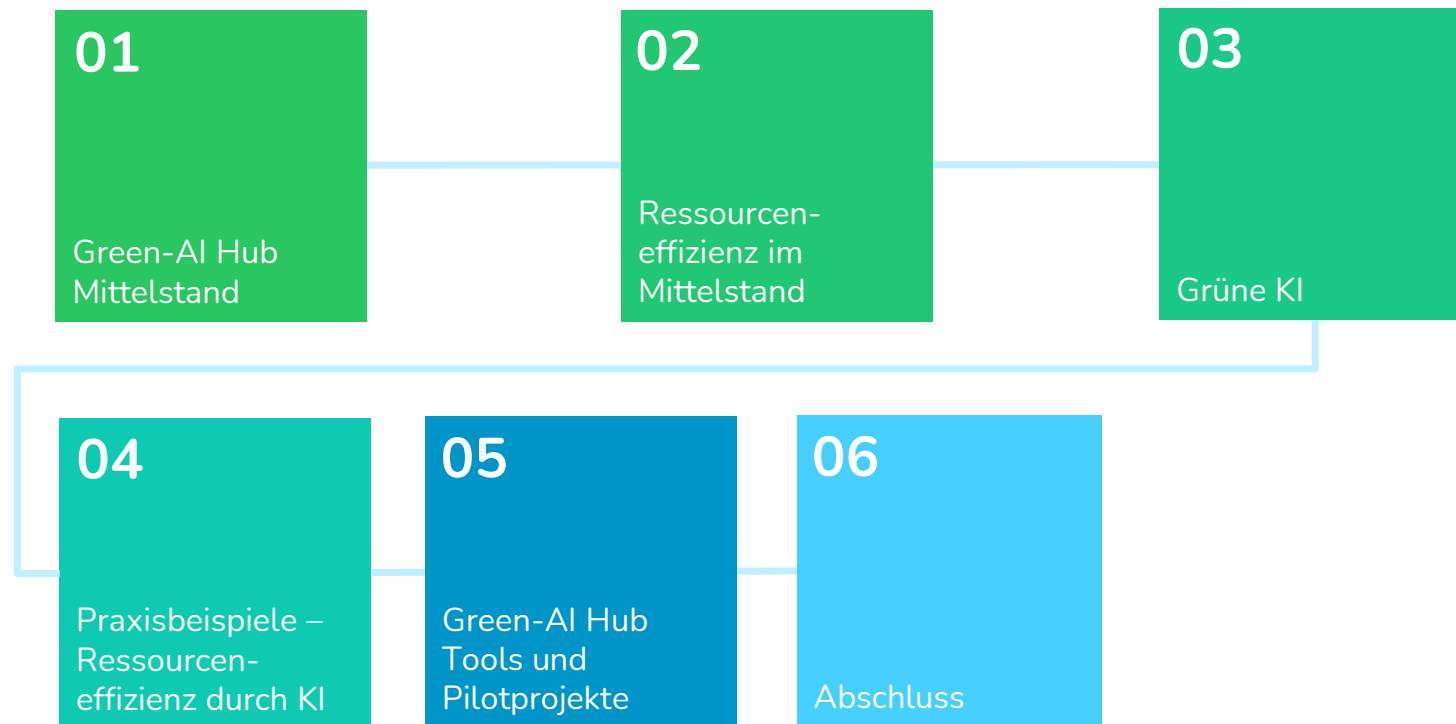 01
Green-AI Hub
Mittelstand
02
Ressourcen-
effizienz im
Mittelstand
03
Grüne KI
04
Praxisbeispiele –
Ressourcen-
effizienz durch KI
05
Green-AI Hub
Tools und
Pilotprojekte
06
Abschluss